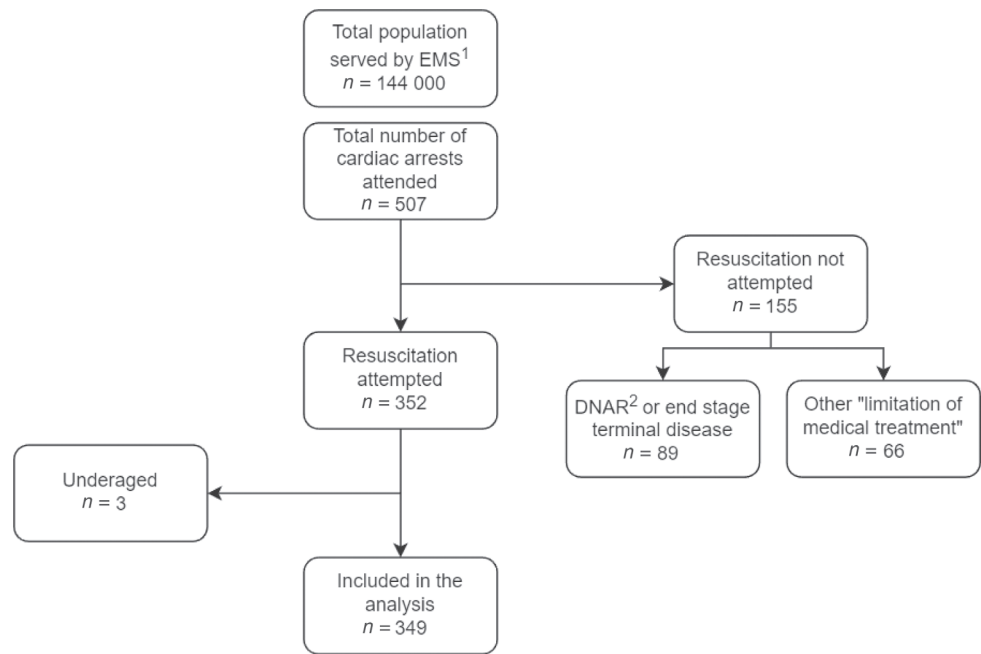 Total population
served by EMS¹
n = 144 000
Total number of
cardiac arrests
attended
n = 507
Resuscitation not
attempted
n = 155
Resuscitation
attempted
n = 352
DNAR² or end stage
terminal disease
n = 89
Other "limitation of
medical treatment"
n = 66
Underaged
n = 3
Included in the
analysis
n = 349